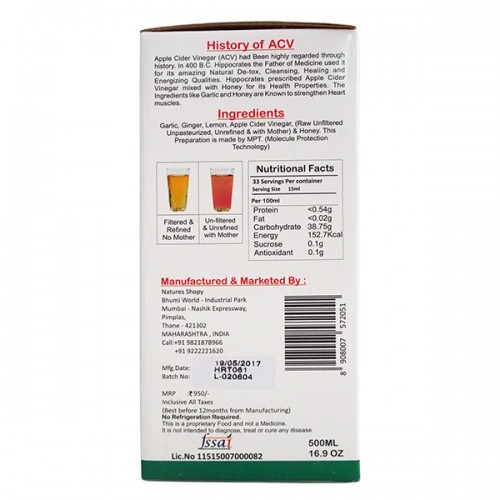 History of ACV
Apple Cider Vinegar (ACV) had Been highly regarded through
history. In 400 B.C. Hippocrates the Father of Medicine used it
for its amazing Natural De-tox, Cleansing, Healing and
Energizing Qualities. Hippocrates prescribed Apple Cider
Vinegar mixed with Honey for its Health Properties. The
Ingredients like Garlic and Honey are Known to strengthen Heart
muscles.
Ingredients
Garlic, Ginger, Lemon, Apple Cider Vinegar, (Raw Unfiltered
Unpasteurized, Unrefined & with Mother) & Honey. This
Preparation is made by MPT. (Molecule Protection
Technology)
Filtered &
Refined
No Mother
Un-filtered
& Unrefined
with Mother
Nutritional Facts
33 Servings Per container
Serving Size 15ml
Per 100ml
Protein <0.54g
Fat <0.02g
Carbohydrate 38.75g
Energy 152.7Kcal
Sucrose 0.1g
Antioxidant 0.1g
Manufactured & Marketed By :
Natures Shopy
Bhumi World - Industrial Park
Mumbai - Nashik Expressway,
Pimplas,
Thane - 421302
MAHARASHTRA , INDIA
Call:+91 9821878966
+91 9222221620
8 908007 572051
Mfg.Date: 19/05/2017
HRT061
Batch No: L-020604
MRP :₹950/-
Inclusive All Taxes
(Best before 12months from Manufacturing)
No Refrigeration Required.
This is a proprietary Food and not a Medicine.
It is not intended to diagnose, treat or cure any disease
fssai
Lic.No 11515007000082
500ML
16.9 OZ